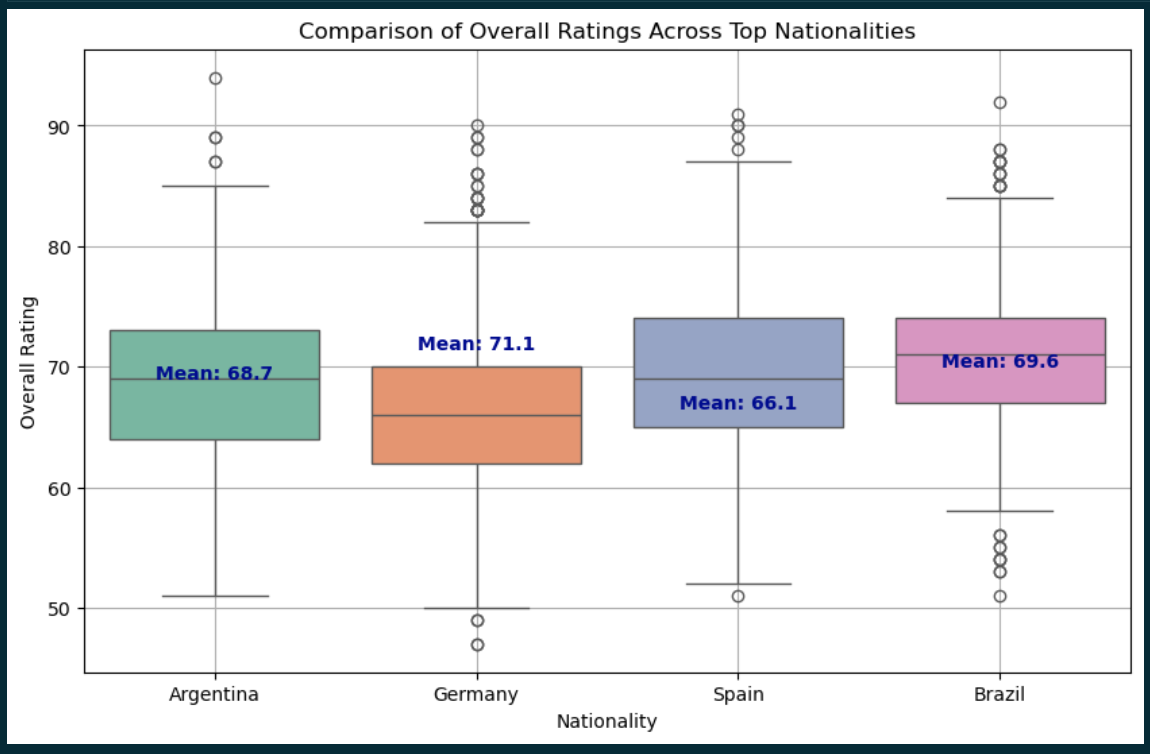 Comparison of Overall Ratings Across Top Nationalities
90
80
70
60
50
Overall Rating
Mean: 68.7
Mean: 71.1
Mean: 66.1
Mean: 69.6
Argentina
Germany
Spain
Brazil
Nationality